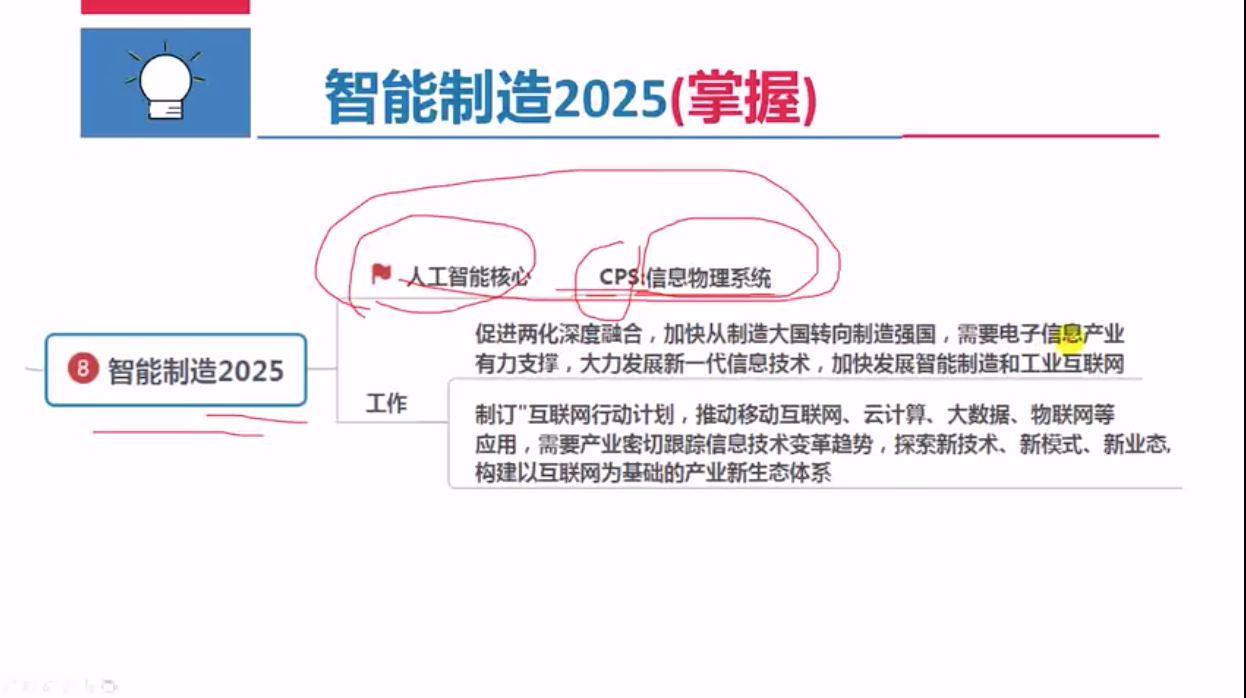 智能制造2025(掌握)
人工智能核心 CPS:信息物理系统
促进两化深度融合，加快从制造大国转向制造强国，需要电子信息产业
有力支撑，大力发展新一代信息技术，加快发展智能制造和工业互联网
8 智能制造2025
工作
制订"互联网行动计划，推动移动互联网、云计算、大数据、物联网等
应用，需要产业密切跟踪信息技术变革趋势，探索新技术、新模式、新业态,
构建以互联网为基础的产业新生态体系